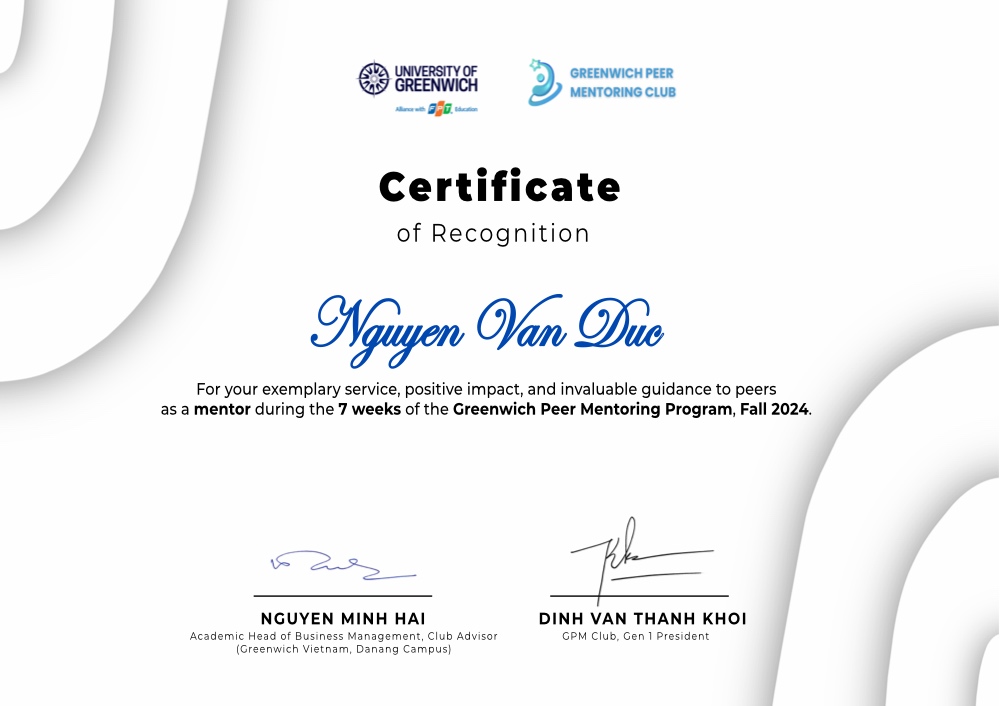 UNIVERSITY OF
GREENWICH
Alliance with FPT. Education
GREENWICH PEER
MENTORING CLUB
Certificate
of Recognition
Nguyen Van Duc
For your exemplary service, positive impact, and invaluable guidance to peers
as a mentor during the 7 weeks of the Greenwich Peer Mentoring Program, Fall 2024.
NGUYEN MINH HAI
Academic Head of Business Management, Club Advisor
(Greenwich Vietnam, Danang Campus)
DINH VAN THANH KHOI
GPM Club, Gen 1 President